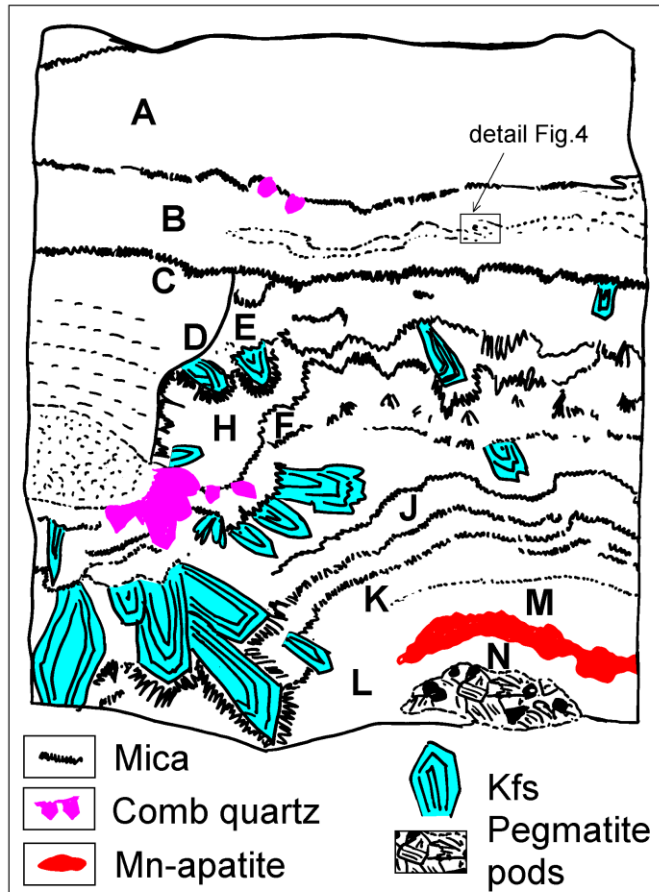 A
detail Fig.4
B
C
D
E
H
F
J
K
M
N
L
Mica
Comb quartz
Mn-apatite
Kfs
Pegmatite
pods